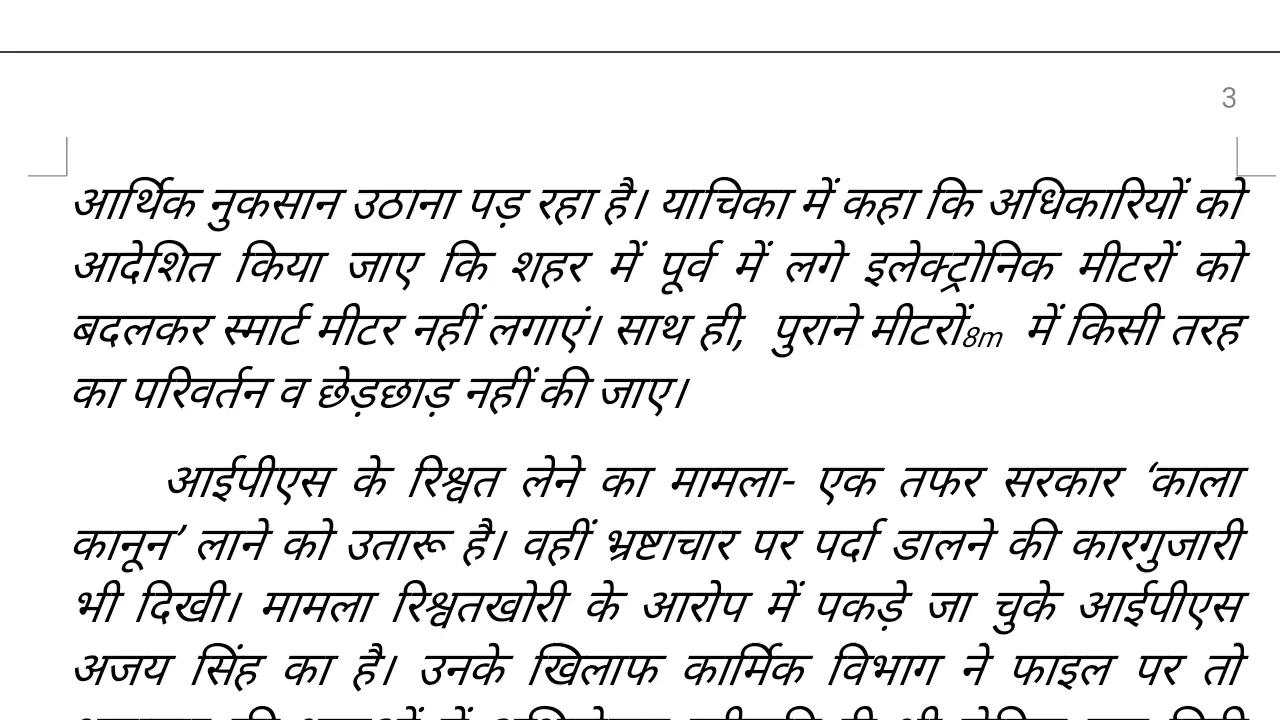 3
आर्थिक नुकसान उठाना पड़ रहा है। याचिका में कहा कि अधिकारियों को
आदेशित किया जाए कि शहर में पूर्व में लगे इलेक्ट्रोनिक मीटरों को
बदलकर स्मार्ट मीटर नहीं लगाएं। साथ ही, पुराने मीटरों8m में किसी तरह
का परिवर्तन व छेड़छाड़ नहीं की जाए।
आईपीएस के रिश्वत लेने का मामला- एक तफर सरकार ‘काला
कानून’ लाने को उतारू है। वहीं भ्रष्टाचार पर पर्दा डालने की कारगुजारी
भी दिखी। मामला रिश्वतखोरी के आरोप में पकड़े जा चुके आईपीएस
अजय सिंह का है। उनके खिलाफ कार्मिक विभाग ने फाइल पर तो